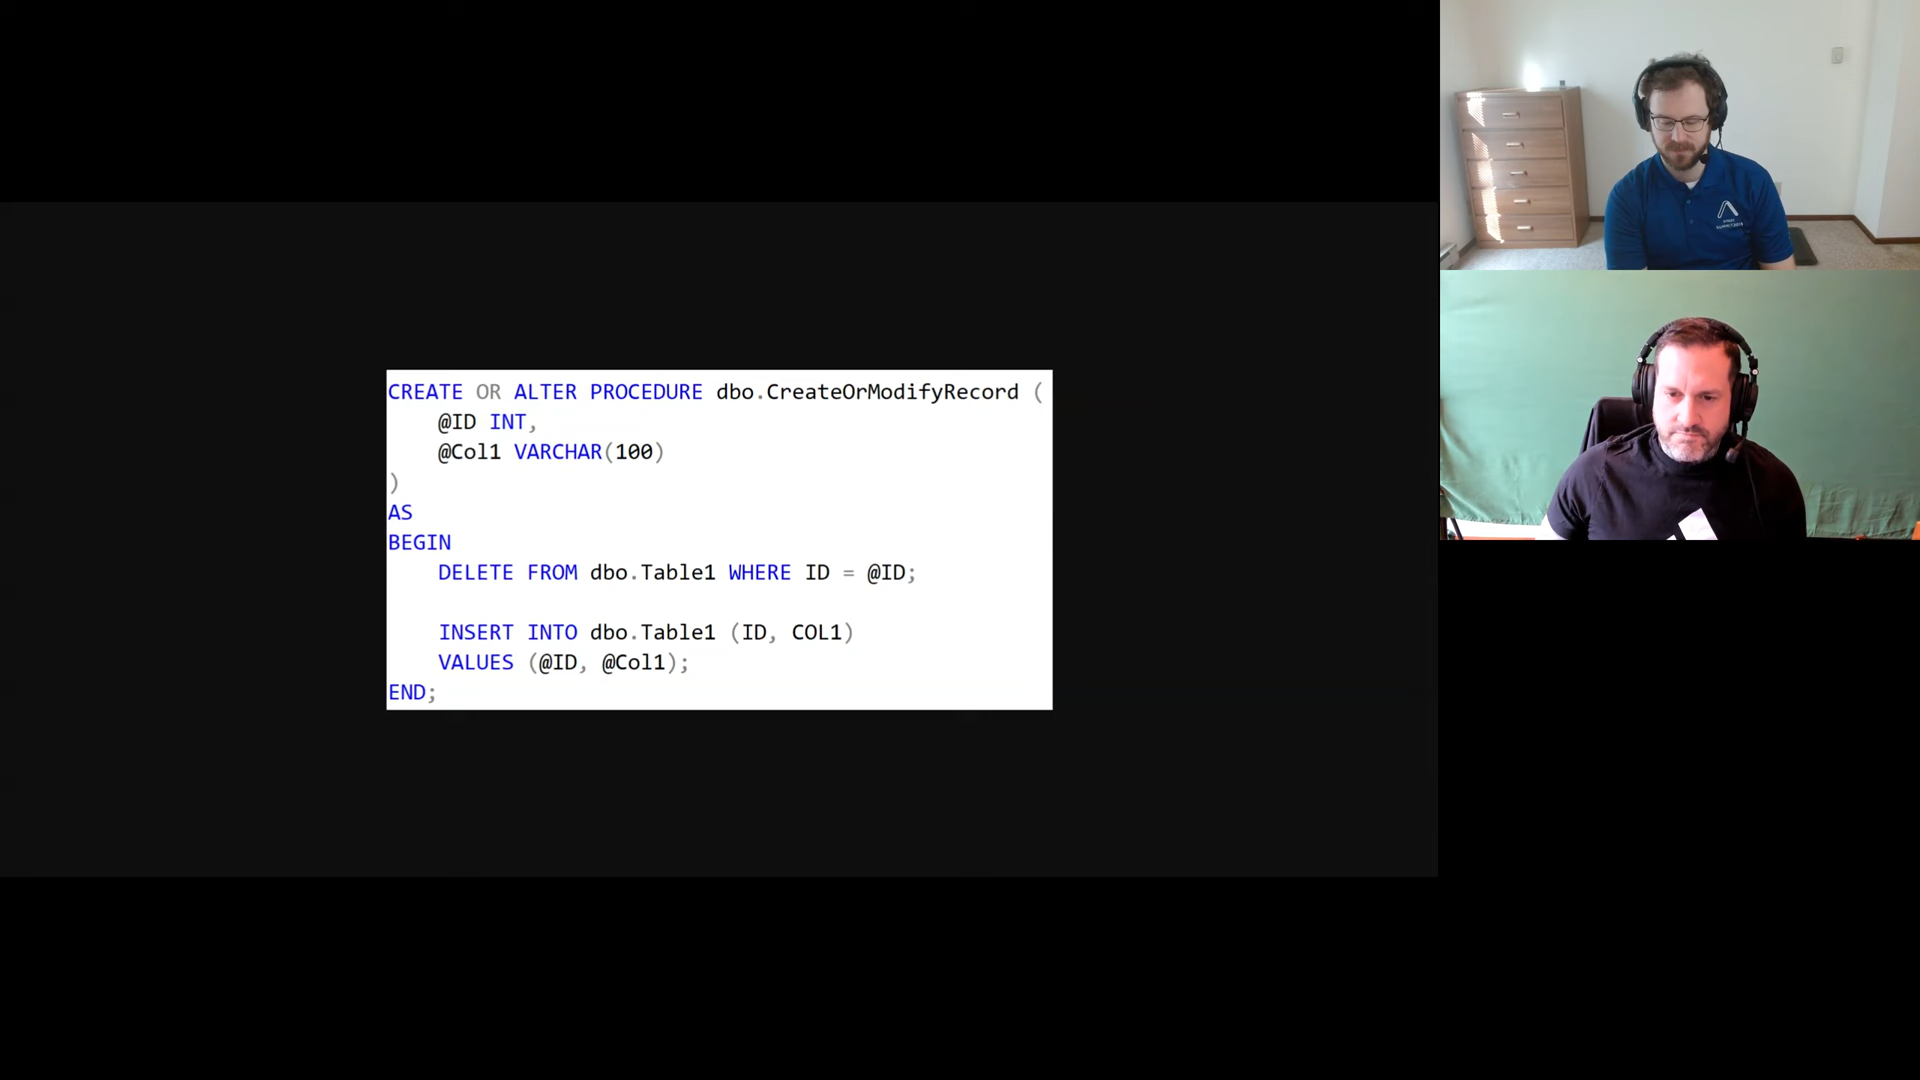 CREATE OR ALTER PROCEDURE dbo.CreateOrModifyRecord (
    @ID INT,
    @Col1 VARCHAR(100)
)
AS
BEGIN
    DELETE FROM dbo.Table1 WHERE ID = @ID;

    INSERT INTO dbo.Table1 (ID, COL1)
    VALUES (@ID, @Col1);
END;